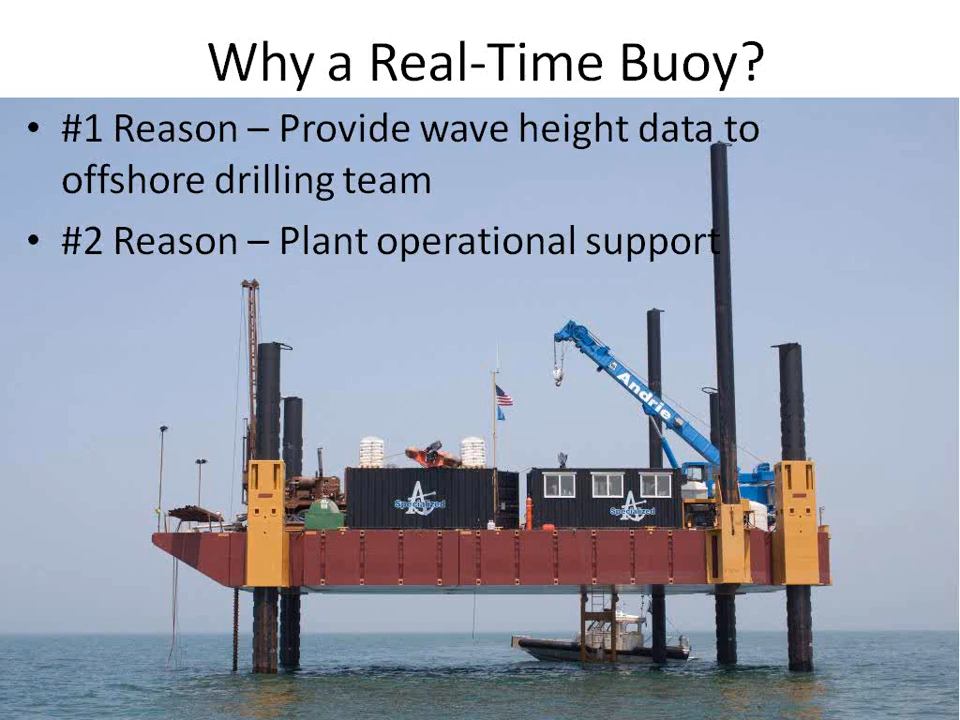 Why a Real-Time Buoy?
• #1 Reason – Provide wave height data to
offshore drilling team
• #2 Reason – Plant operational support
Andrie
Specialized
Specialized